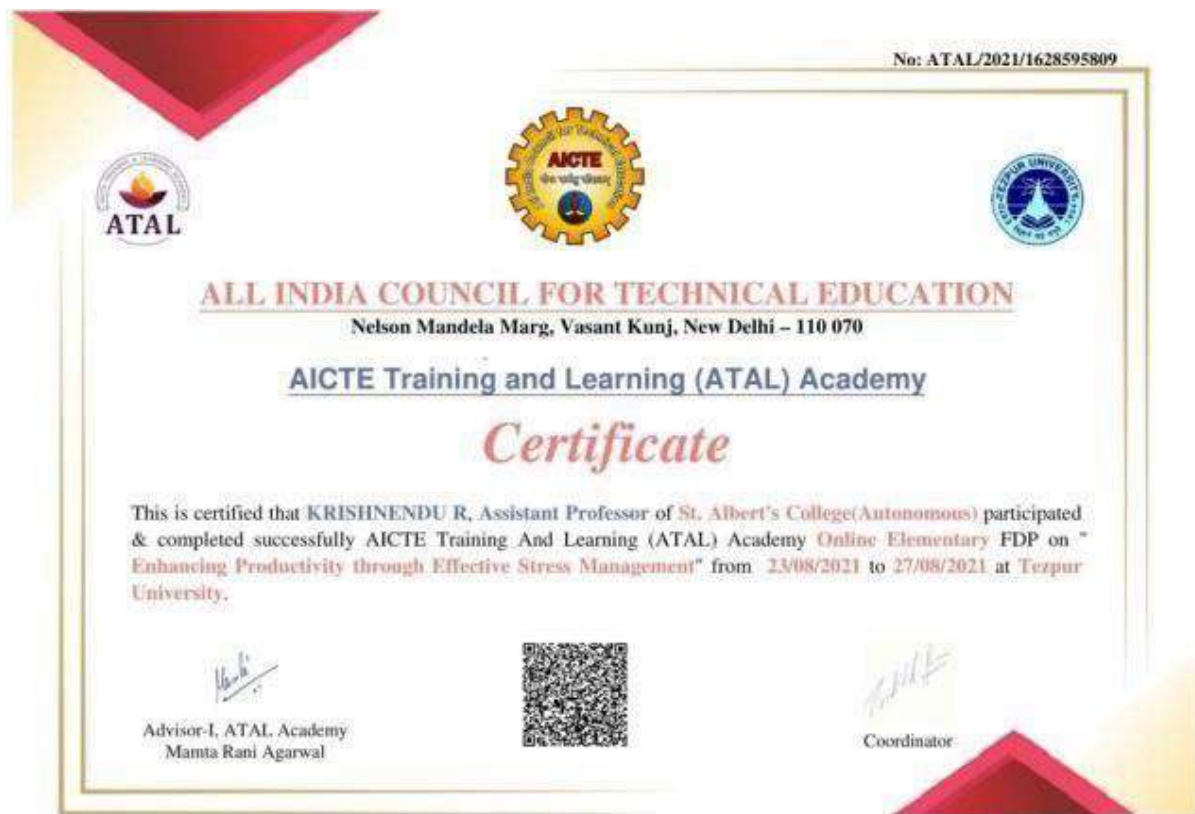 No: ATAL/2021/1628595809
AICTE
ATAL
TEZPUR UNIVERSITY
ALL INDIA COUNCIL FOR TECHNICAL EDUCATION
Nelson Mandela Marg, Vasant Kunj, New Delhi – 110 070
AICTE Training and Learning (ATAL) Academy
Certificate
This is certified that KRISHNENDU R, Assistant Professor of St. Albert's College(Autonomous) participated
& completed successfully AICTE Training And Learning (ATAL) Academy Online Elementary FDP on "
Enhancing Productivity through Effective Stress Management" from 23/08/2021 to 27/08/2021 at Tezpur
University.
Advisor-I, ATAL Academy
Mamta Rani Agarwal
Coordinator